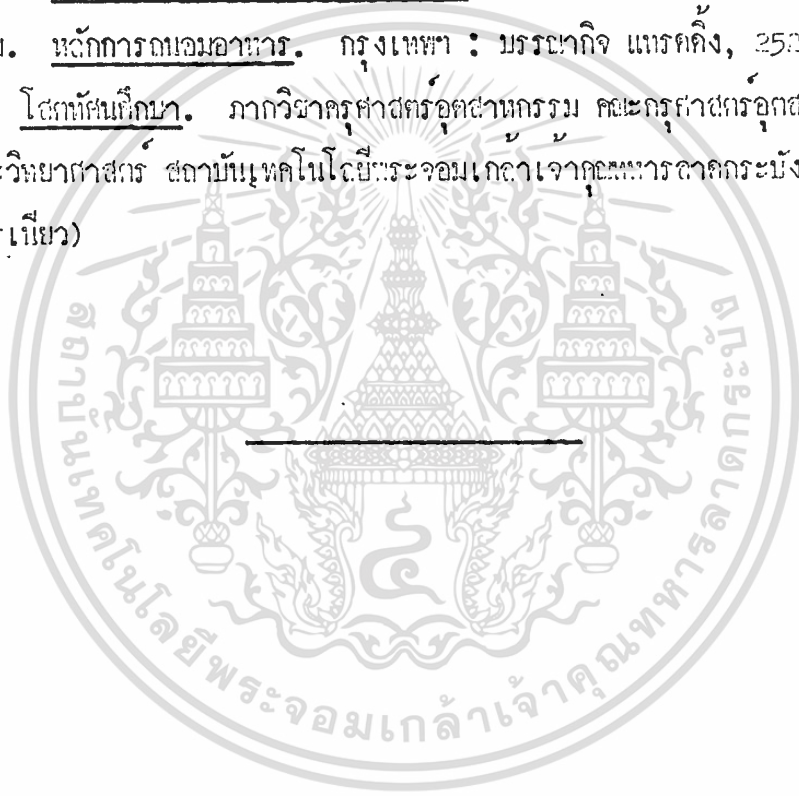 หลักการถนอมอาหาร. กรุงเทพฯ : บรรณากิจ เทรดดิ้ง, 25
โสตทัศนศึกษา. ภาควิชาครุศาสตร์อุตสาหกรรม คณะครุศาสตร์อุตส
ะวิทยาศาสตร์ สถาบันเทคโนโลยีพระจอมเกล้าเจ้าคุณทหารลาดกระบัง
รเนียว)
สถาบันเทคโนโลยีพระจอมเกล้าเจ้าคุณทหารลาดกระบัง